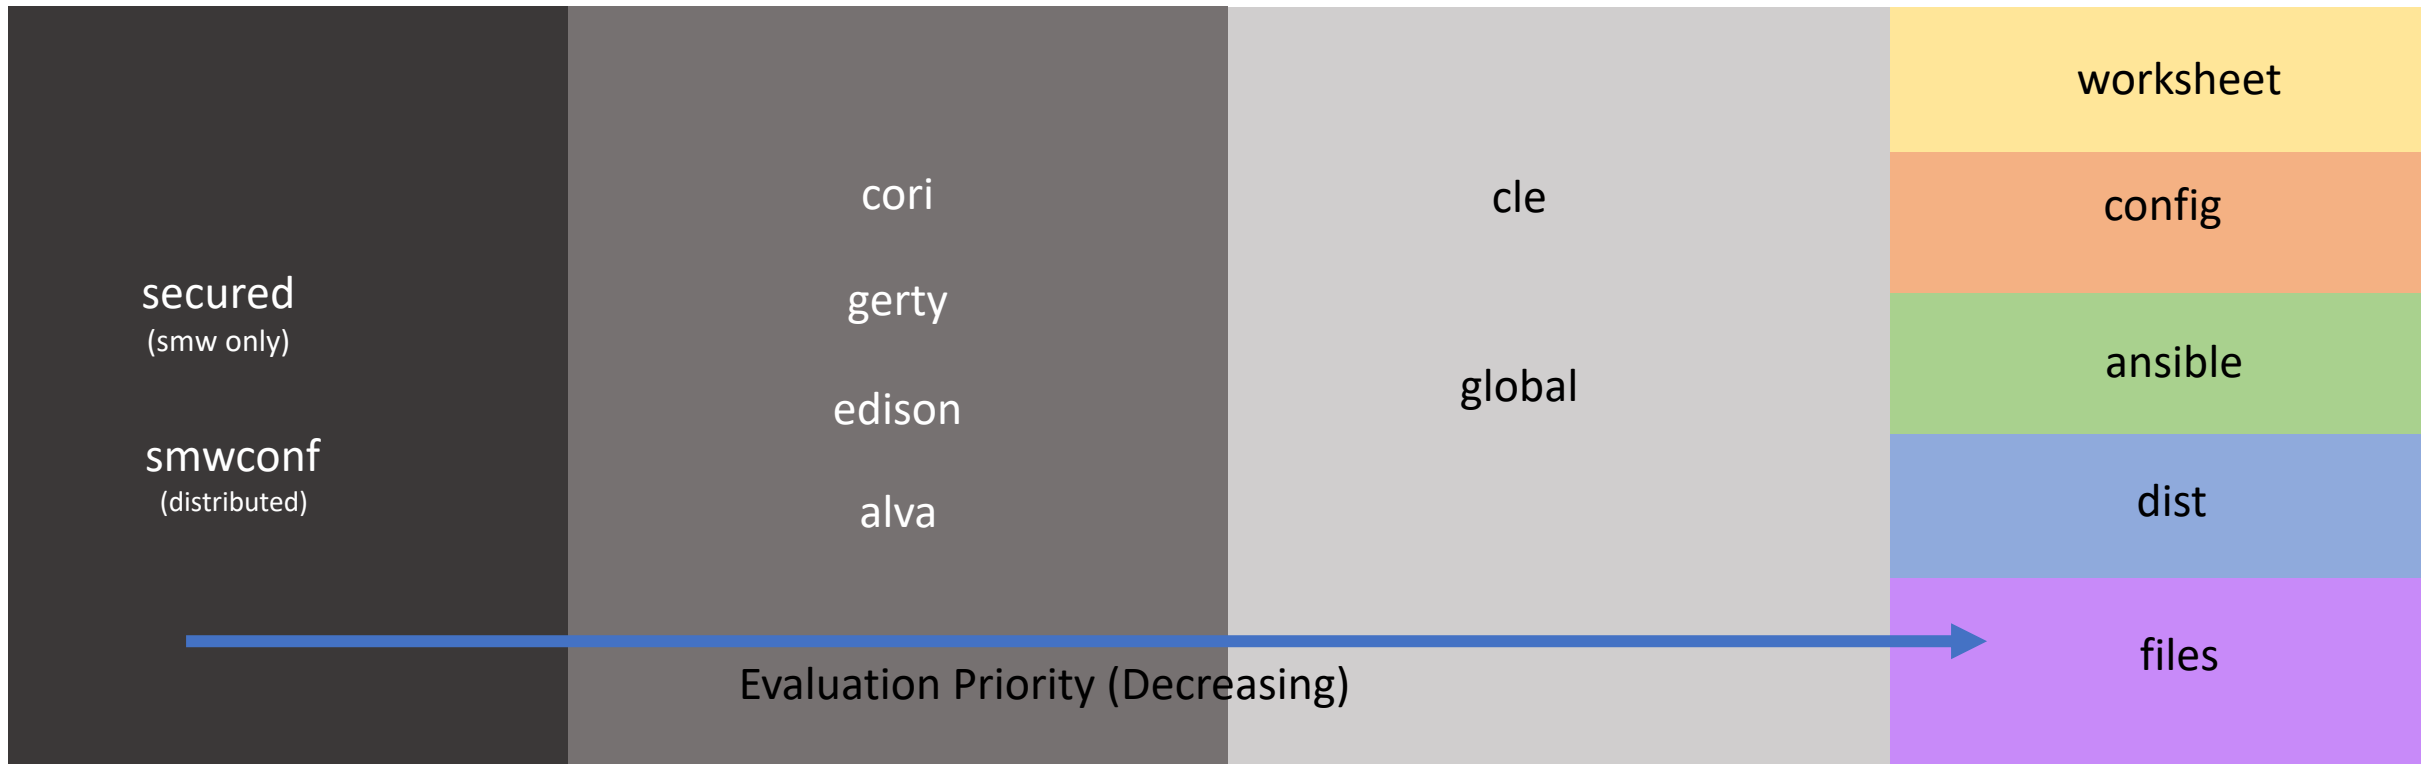 secured
(smw only)
smwconf
(distributed)
cori
gerty
edison
alva
cle
global
worksheet
config
ansible
dist
files
Evaluation Priority (Decreasing)